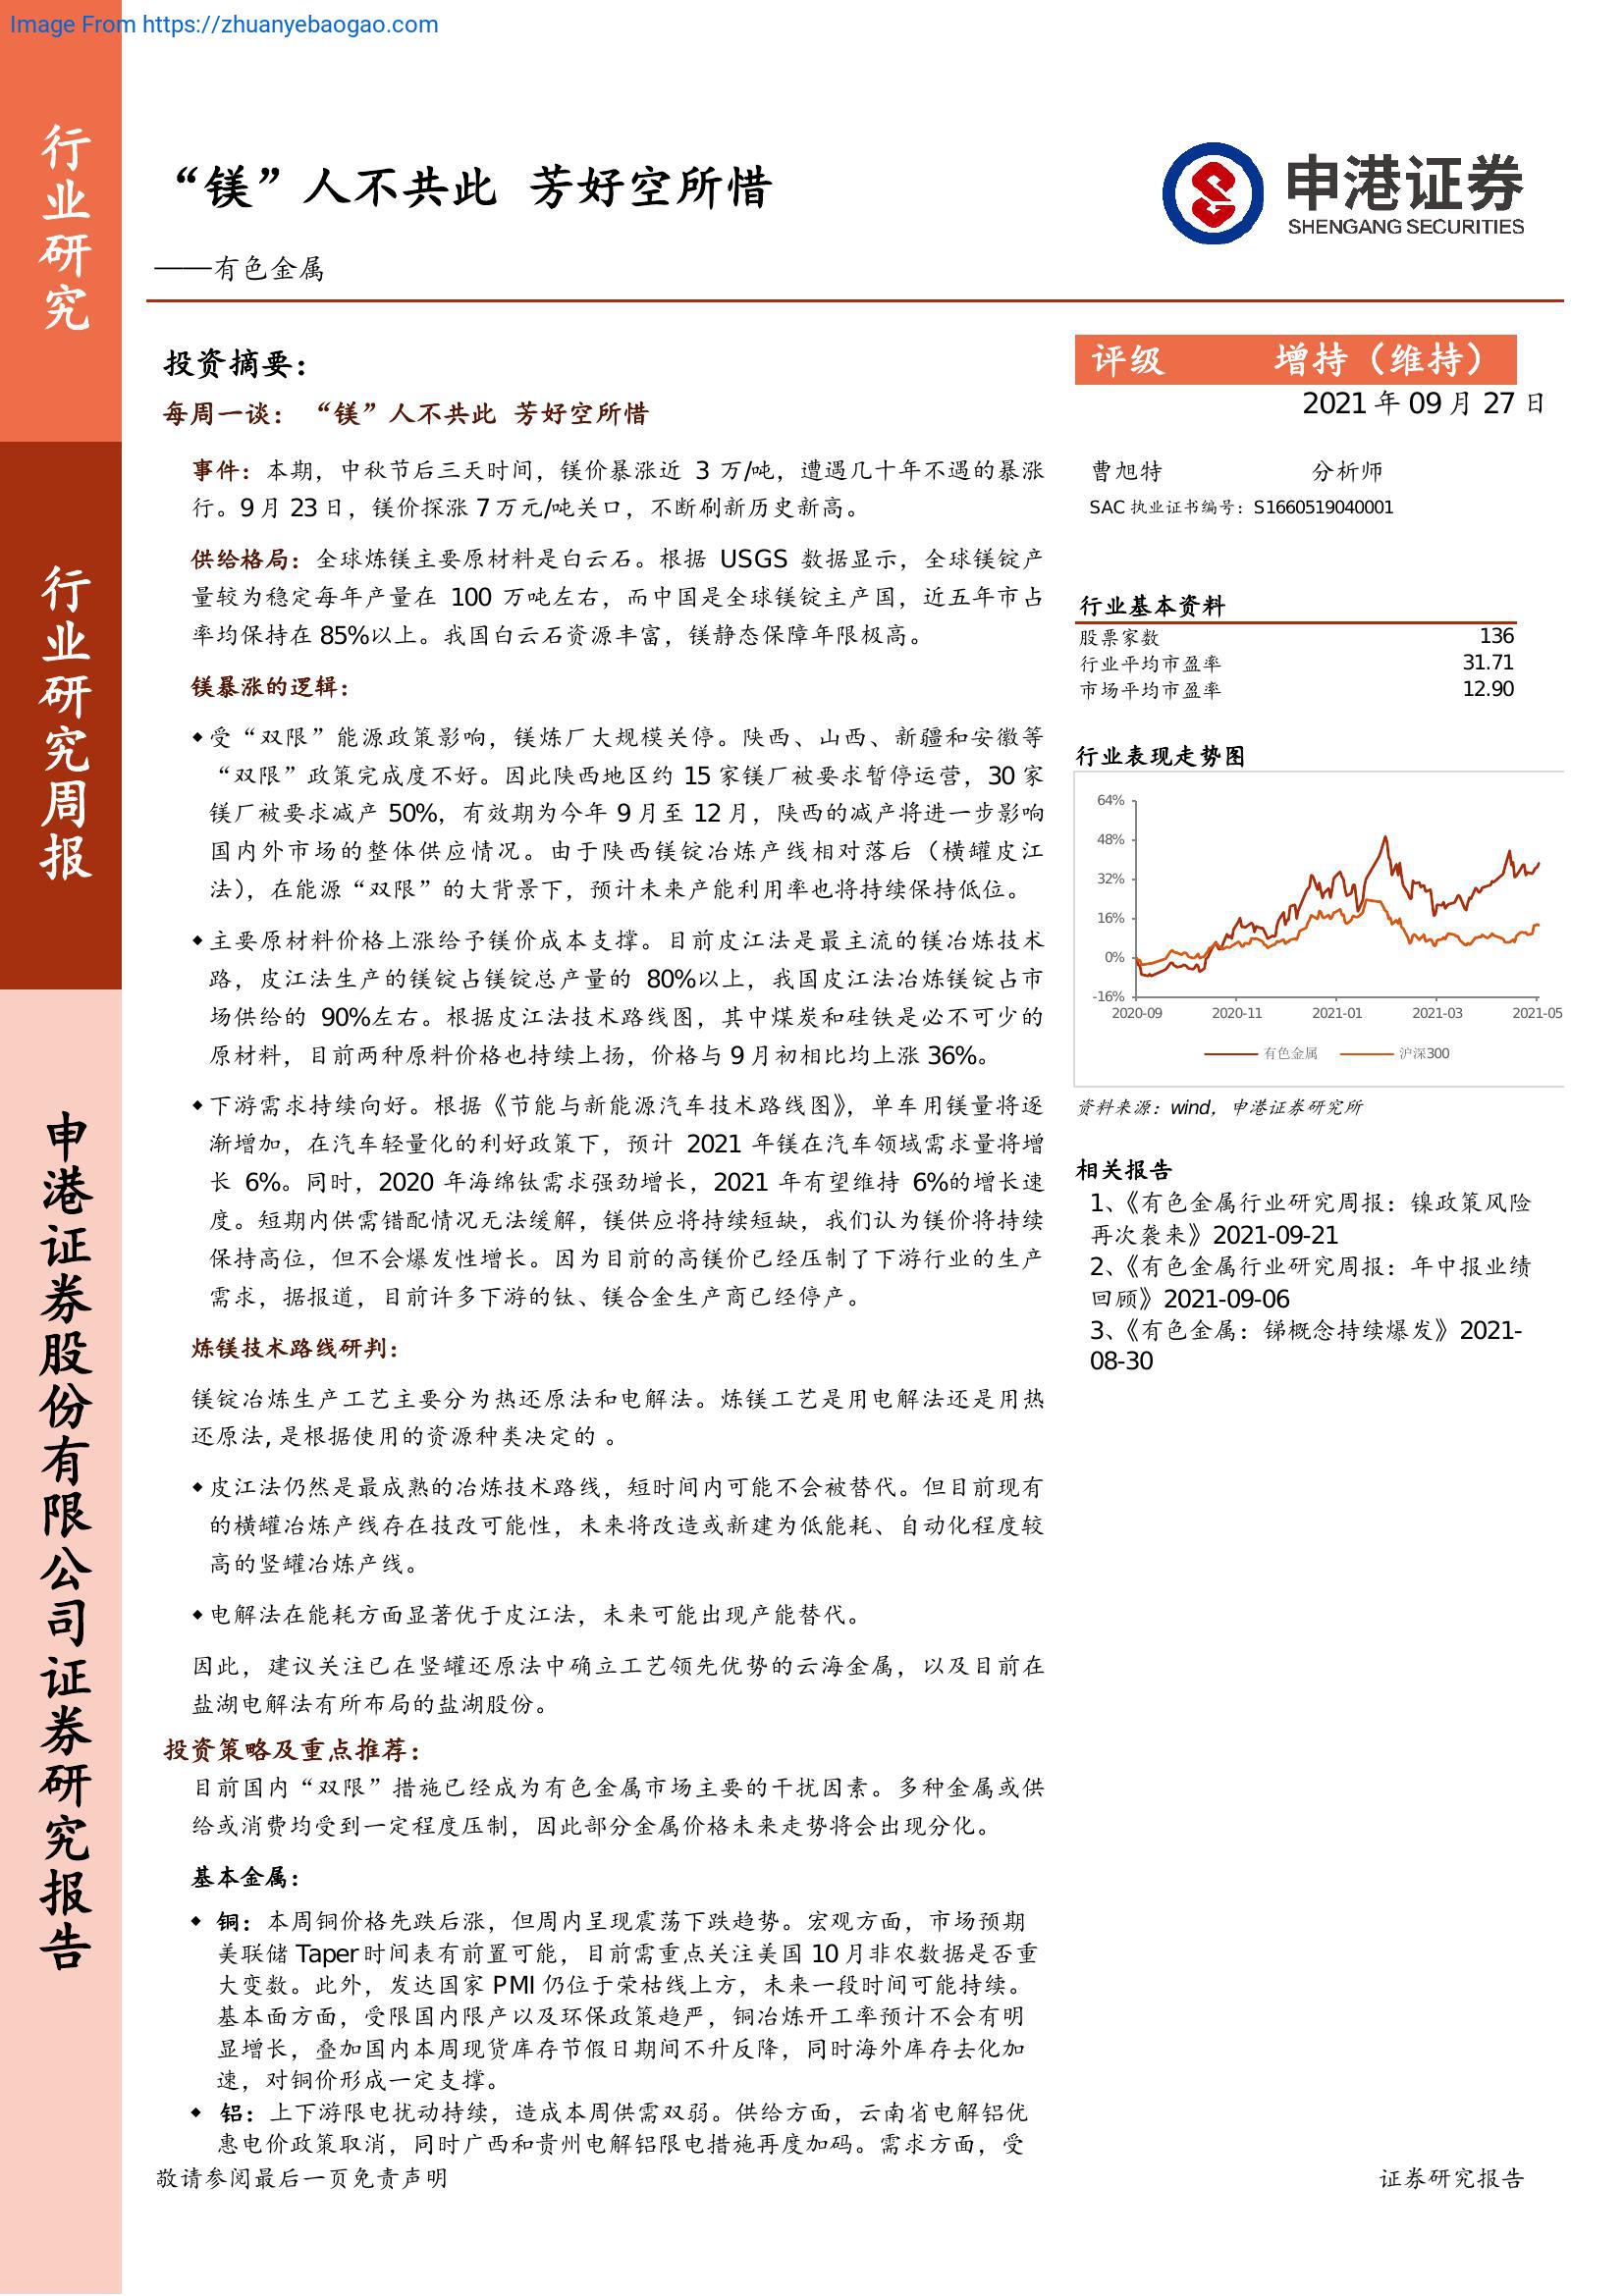 Image From https://zhuanyebaogao.com
行业研究
行业研究周报
申港证券股份有限公司证券研究报告
“镁”人不共此 芳好空所惜
——有色金属
申港证券
SHENGANG SECURITIES
投资摘要：
每周一谈： “镁”人不共此 芳好空所惜
事件：本期，中秋节后三天时间，镁价暴涨近 3 万/吨，遭遇几十年不遇的暴涨
行。9 月 23 日，镁价探涨 7 万元/吨关口，不断刷新历史新高。
供给格局：全球炼镁主要原材料是白云石。根据 USGS 数据显示，全球镁锭产
量较为稳定每年产量在 100 万吨左右，而中国是全球镁锭主产国，近五年市占
率均保持在 85%以上。我国白云石资源丰富，镁静态保障年限极高。
镁暴涨的逻辑：
◆ 受“双限”能源政策影响，镁炼厂大规模关停。陕西、山西、新疆和安徽等
“双限”政策完成度不好。因此陕西地区约 15 家镁厂被要求暂停运营，30 家
镁厂被要求减产 50%，有效期为今年 9 月至 12 月，陕西的减产将进一步影响
国内外市场的整体供应情况。由于陕西镁锭冶炼产线相对落后（横罐皮江
法），在能源“双限”的大背景下，预计未来产能利用率也将持续保持低位。
◆ 主要原材料价格上涨给予镁价成本支撑。目前皮江法是最主流的镁冶炼技术
路，皮江法生产的镁锭占镁锭总产量的 80%以上，我国皮江法冶炼镁锭占市
场供给的 90%左右。根据皮江法技术路线图，其中煤炭和硅铁是必不可少的
原材料，目前两种原料价格也持续上扬，价格与 9 月初相比均上涨 36%。
◆ 下游需求持续向好。根据《节能与新能源汽车技术路线图》，单车用镁量将逐
渐增加，在汽车轻量化的利好政策下，预计 2021 年镁在汽车领域需求量将增
长 6%。同时，2020 年海绵钛需求强劲增长，2021 年有望维持 6%的增长速
度。短期内供需错配情况无法缓解，镁供应将持续短缺，我们认为镁价将持续
保持高位，但不会爆发性增长。因为目前的高镁价已经压制了下游行业的生产
需求，据报道，目前许多下游的钛、镁合金生产商已经停产。
炼镁技术路线研判：
镁锭冶炼生产工艺主要分为热还原法和电解法。炼镁工艺是用电解法还是用热
还原法, 是根据使用的资源种类决定的 。
◆ 皮江法仍然是最成熟的冶炼技术路线，短时间内可能不会被替代。但目前现有
的横罐冶炼产线存在技改可能性，未来将改造或新建为低能耗、自动化程度较
高的竖罐冶炼产线。
◆ 电解法在能耗方面显著优于皮江法，未来可能出现产能替代。
因此，建议关注已在竖罐还原法中确立工艺领先优势的云海金属，以及目前在
盐湖电解法有所布局的盐湖股份。
投资策略及重点推荐：
目前国内“双限”措施已经成为有色金属市场主要的干扰因素。多种金属或供
给或消费均受到一定程度压制，因此部分金属价格未来走势将会出现分化。
基本金属：
◆ 铜：本周铜价格先跌后涨，但周内呈现震荡下跌趋势。宏观方面，市场预期
美联储 Taper 时间表有前置可能，目前需重点关注美国 10 月非农数据是否重
大变数。此外，发达国家 PMI 仍位于荣枯线上方，未来一段时间可能持续。
基本面方面，受限国内限产以及环保政策趋严，铜冶炼开工率预计不会有明
显增长，叠加国内本周现货库存节假日期间不升反降，同时海外库存去化加
速，对铜价形成一定支撑。
◆ 铝：上下游限电扰动持续，造成本周供需双弱。供给方面，云南省电解铝优
惠电价政策取消，同时广西和贵州电解铝限电措施再度加码。需求方面，受
评级 增持（维持）
2021 年 09 月 27 日
曹旭特 分析师
SAC 执业证书编号：S1660519040001
行业基本资料
股票家数 136
行业平均市盈率 31.71
市场平均市盈率 12.90
行业表现走势图
64%
48%
32%
16%
0%
-16%
2020-09 2020-11 2021-01 2021-03 2021-05
有色金属 沪深300
资料来源：wind，申港证券研究所
相关报告
1、《有色金属行业研究周报：镍政策风险
再次袭来》2021-09-21
2、《有色金属行业研究周报：年中报业绩
回顾》2021-09-06
3、《有色金属：锑概念持续爆发》2021-
08-30
敬请参阅最后一页免责声明
证券研究报告